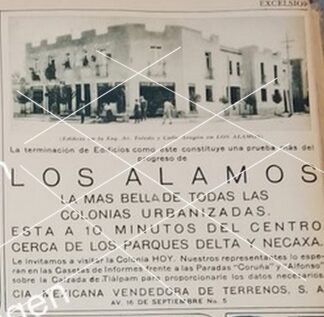 EXCELSIOR
(Edificio en la Esq. Av. Toledo y Calle Aragón en LOS ALAMOS)
La terminación de Edificios como este constituye una prueba más del
progreso de
LOS ALAMOS
LA MAS BELLA DE TODAS LAS
COLONIAS URBANIZADAS.
ESTA A 10 MINUTOS DEL CENTRO
CERCA DE LOS PARQUES DELTA Y NECAXA.
Le invitamos a visitar la Colonia HOY. Nuestros representantes lo espe-
ran en las Casetas de Informes frente a las Paradas "Coruña" y "Alfonso"
sobre la Calzada de Tlálpam para proporcionarle los datos necesarios
CIA. MEXICANA VENDEDORA DE TERRENOS, S. A
AV. 16 DE SEPTIEMBRE No. 5